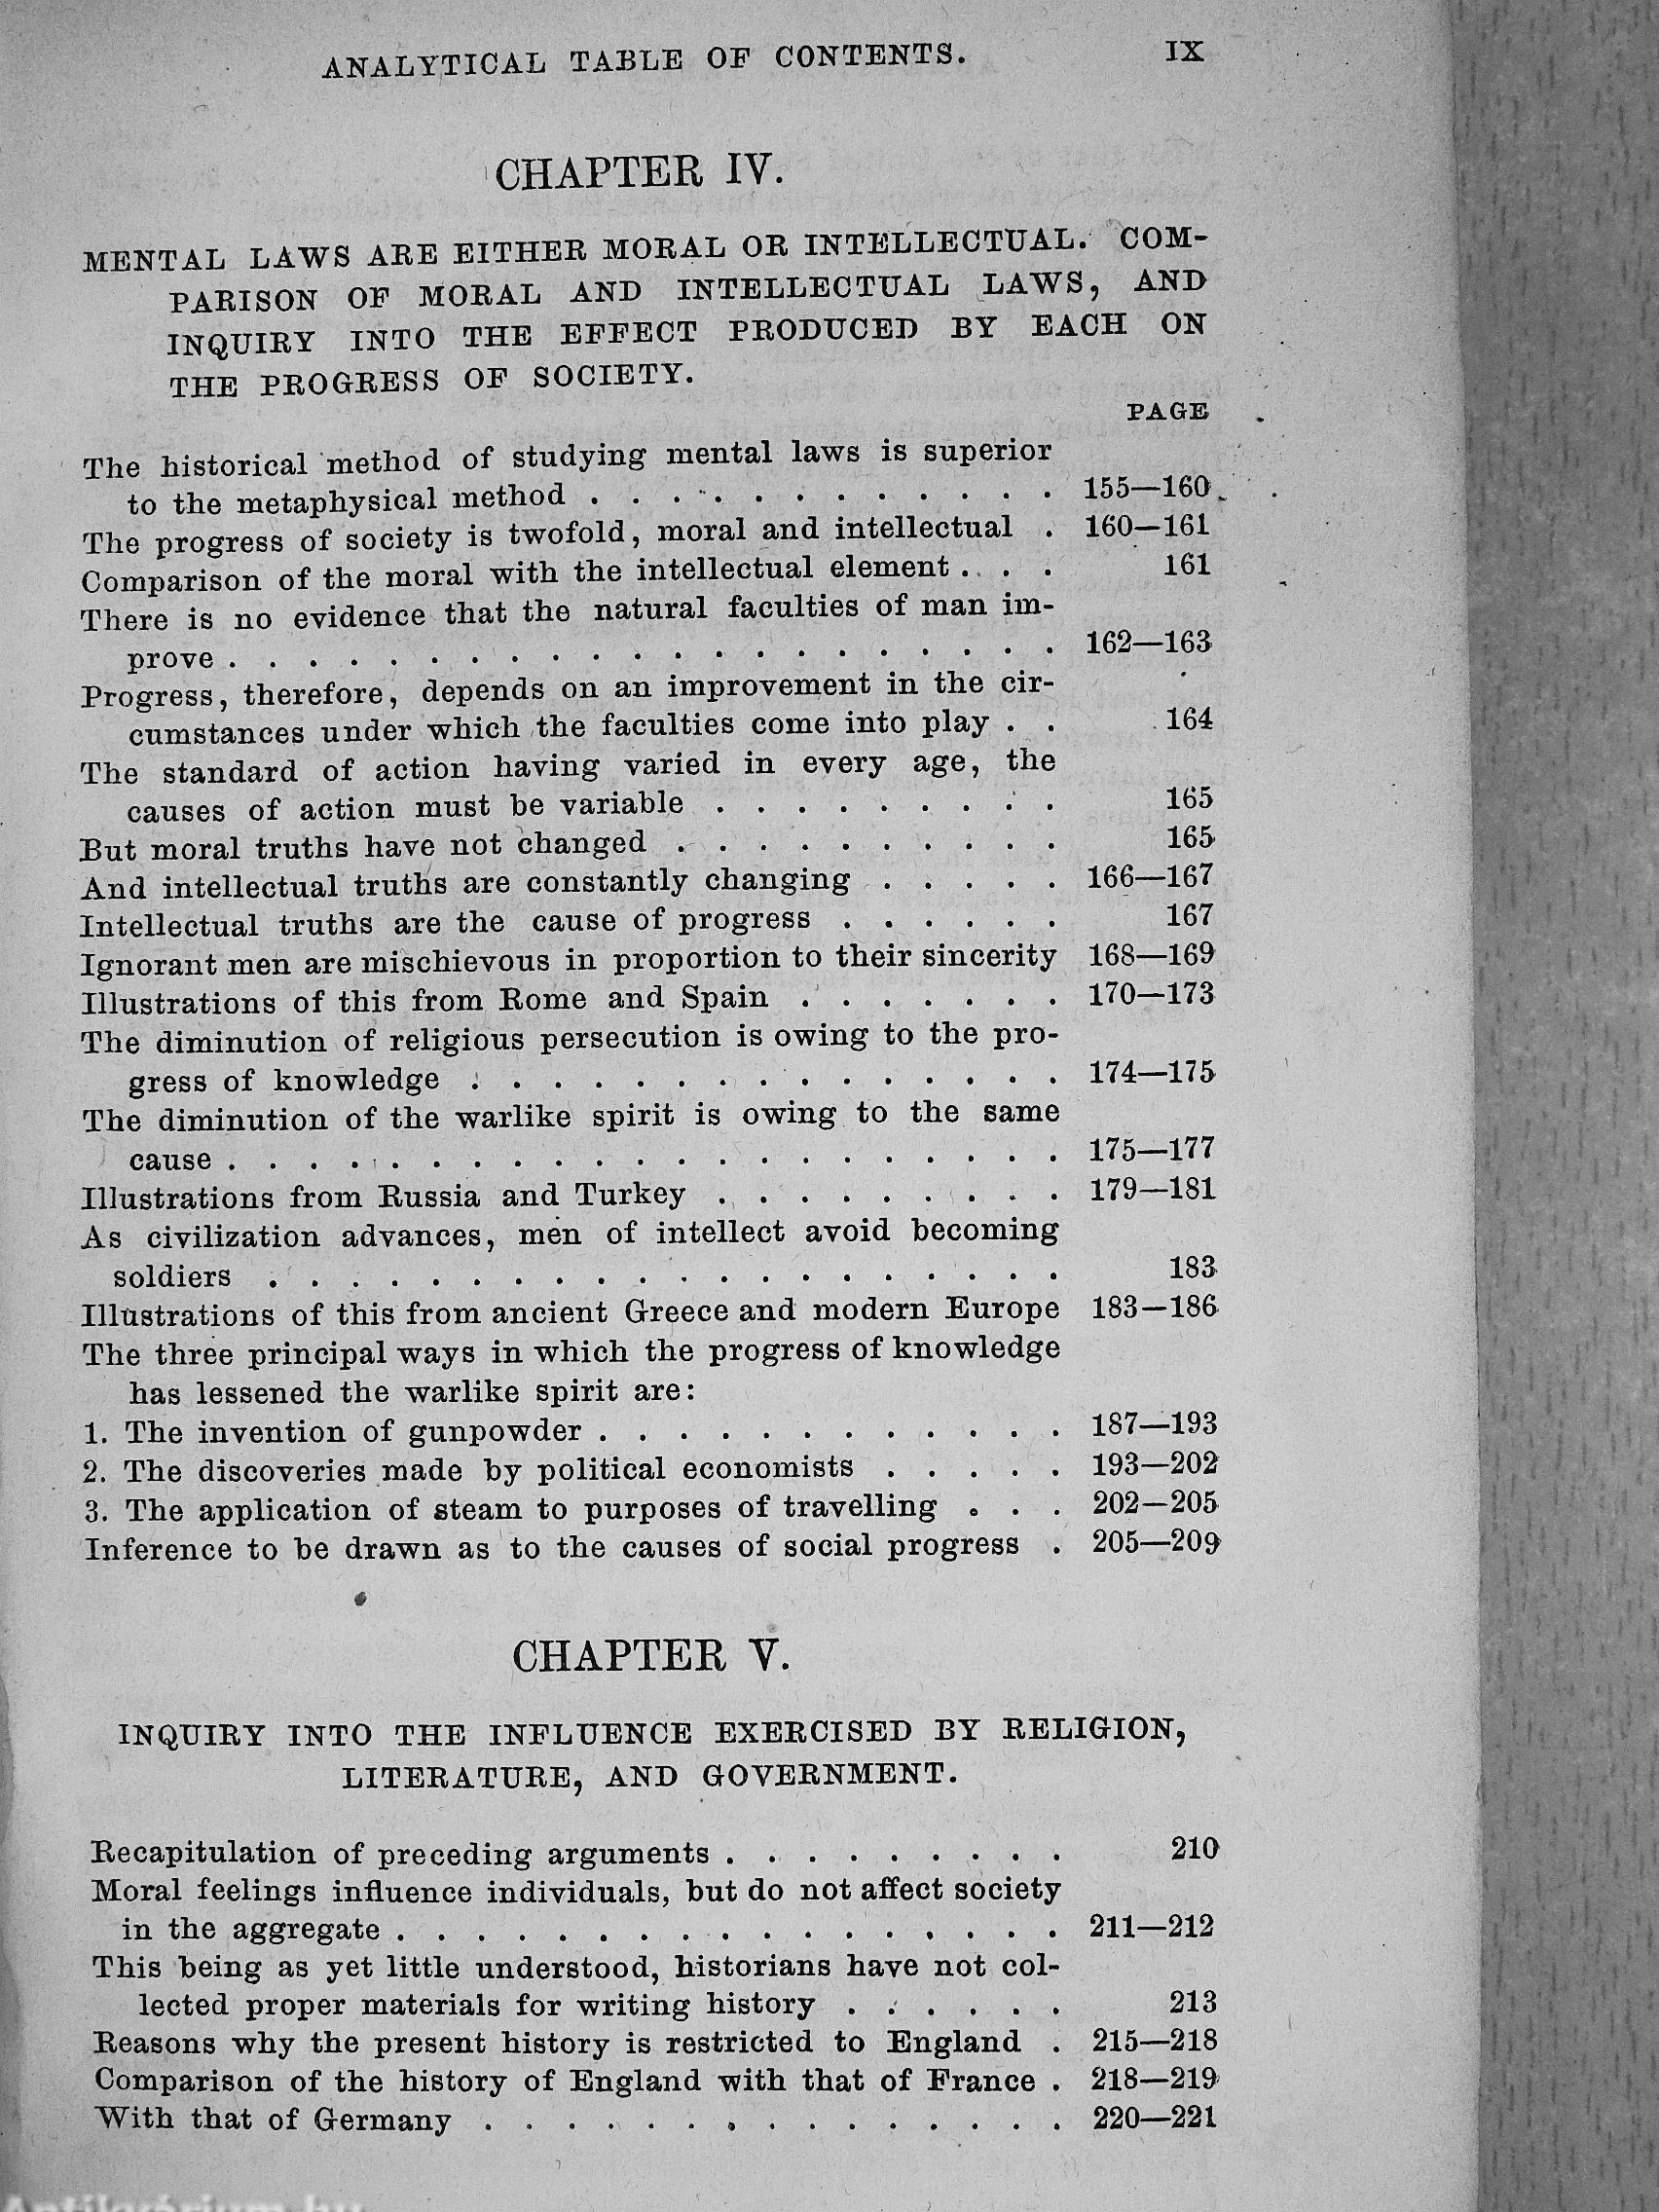 ANALYTICAL TABLE OF CONTENTS. IX
CHAPTER IV.
MENTAL LAWS ARE EITHER MORAL OR INTELLECTUAL. COM-
PARISON OF MORAL AND INTELLECTUAL LAWS, AND
INQUIRY INTO THE EFFECT PRODUCED BY EACH ON
THE PROGRESS OF SOCIETY.
PAGE
The historical method of studying mental laws is superior
to the metaphysical method . . . . . . . . . . . . 155—160
The progress of society is twofold, moral and intellectual . 160—161
Comparison of the moral with the intellectual element . . . 161
There is no evidence that the natural faculties of man im-
prove . . . . . . . . . . . . . . . . . . . . . 162—163
Progress, therefore, depends on an improvement in the cir-
cumstances under which the faculties come into play . . 164
The standard of action having varied in every age, the
causes of action must be variable . . . . . . . . . 165
But moral truths have not changed . . . . . . . . . . 165
And intellectual truths are constantly changing . . . . . 166—167
Intellectual truths are the cause of progress . . . . . . 167
Ignorant men are mischievous in proportion to their sincerity 168—169
Illustrations of this from Rome and Spain . . . . . . . 170—173
The diminution of religious persecution is owing to the pro-
gress of knowledge . . . . . . . . . . . . . . . 174—175
The diminution of the warlike spirit is owing to the same
cause . . . . . . . . . . . . . . . . . . . . . 175—177
Illustrations from Russia and Turkey . . . . . . . . . 179—181
As civilization advances, men of intellect avoid becoming
soldiers . . . . . . . . . . . . . . . . . . . . 183
Illustrations of this from ancient Greece and modern Europe 183—186
The three principal ways in which the progress of knowledge
has lessened the warlike spirit are:
1. The invention of gunpowder . . . . . . . . . . . . 187—193
2. The discoveries made by political economists . . . . . 193—202
3. The application of steam to purposes of travelling . . . 202—205
Inference to be drawn as to the causes of social progress . 205—209
CHAPTER V.
INQUIRY INTO THE INFLUENCE EXERCISED BY RELIGION,
LITERATURE, AND GOVERNMENT.
Recapitulation of preceding arguments . . . . . . . . . 210
Moral feelings influence individuals, but do not affect society
in the aggregate . . . . . . . . . . . . . . . . . 211—212
This being as yet little understood, historians have not col-
lected proper materials for writing history . . . . . . 213
Reasons why the present history is restricted to England . 215—218
Comparison of the history of England with that of France . 218—219
With that of Germany . . . . . . . . . . . . . . . 220—221